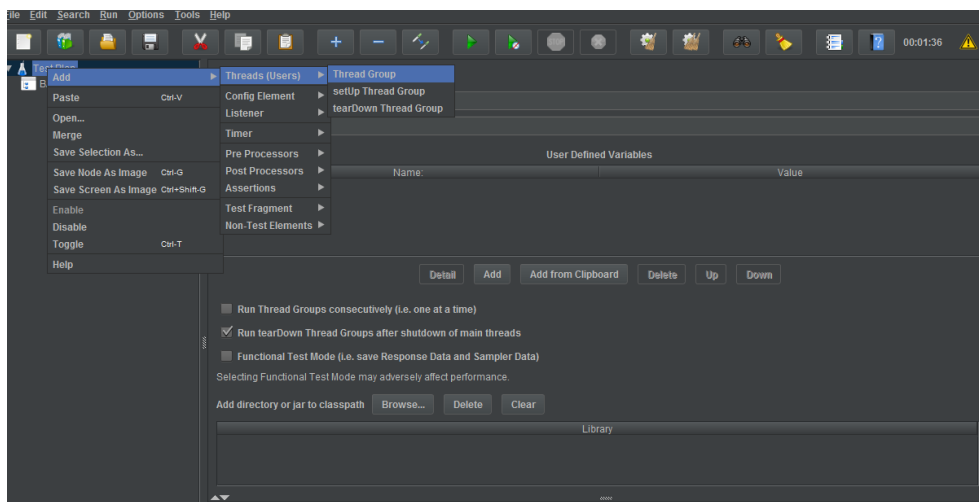 File Edit Search Run Options Tools Help
00:01:36
Test Plan
Add
Paste Ctrl-V
Open...
Merge
Save Selection As...
Save Node As Image Ctrl-G
Save Screen As Image Ctrl+Shift-G
Enable
Disable
Toggle Ctrl-T
Help
Threads (Users)
Config Element
Listener
Timer
Pre Processors
Post Processors
Assertions
Test Fragment
Non-Test Elements
Thread Group
setUp Thread Group
tearDown Thread Group
User Defined Variables
Name: Value
Detail Add Add from Clipboard Delete Up Down
Run Thread Groups consecutively (i.e. one at a time)
Run tearDown Thread Groups after shutdown of main threads
Functional Test Mode (i.e. save Response Data and Sampler Data)
Selecting Functional Test Mode may adversely affect performance.
Add directory or jar to classpath Browse... Delete Clear
Library